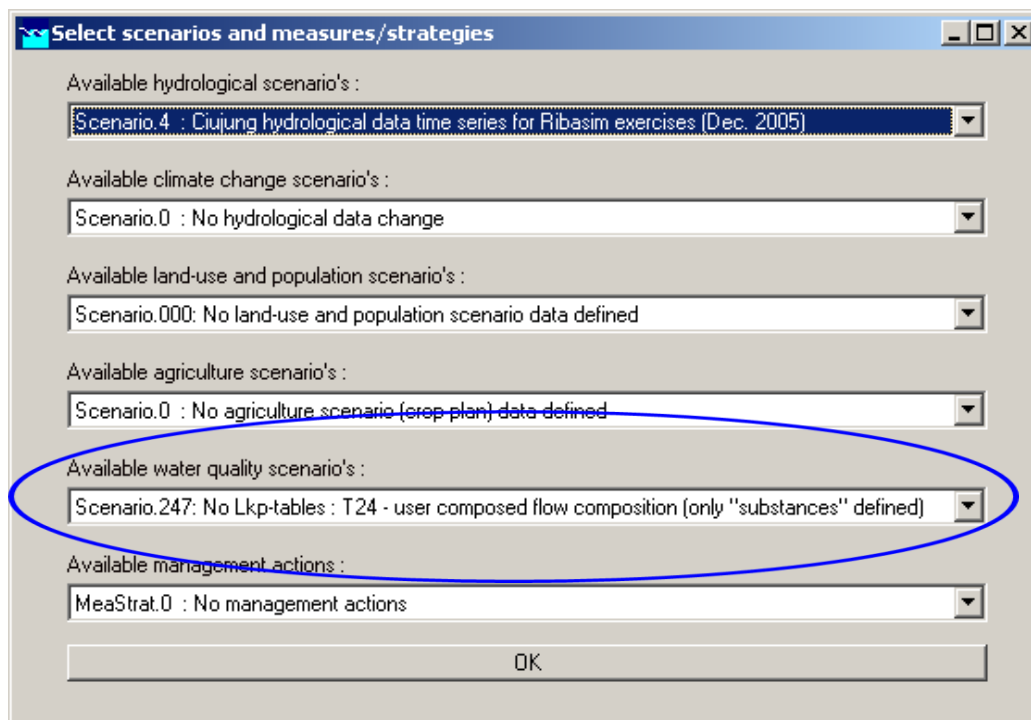 Select scenarios and measures/strategies
Available hydrological scenario's :
Scenario.4 : Ciujung hydrological data time series for Ribasim exercises (Dec. 2005)
Available climate change scenario's :
Scenario.0 : No hydrological data change
Available land-use and population scenario's :
Scenario.000: No land-use and population scenario data defined
Available agriculture scenario's :
Scenario.0 : No agriculture scenario (crop plan) data defined
Available water quality scenario's :
Scenario.247: No Lkp-tables : T24 - user composed flow composition (only "substances" defined)
Available management actions :
MeaStrat.0 : No management actions
OK